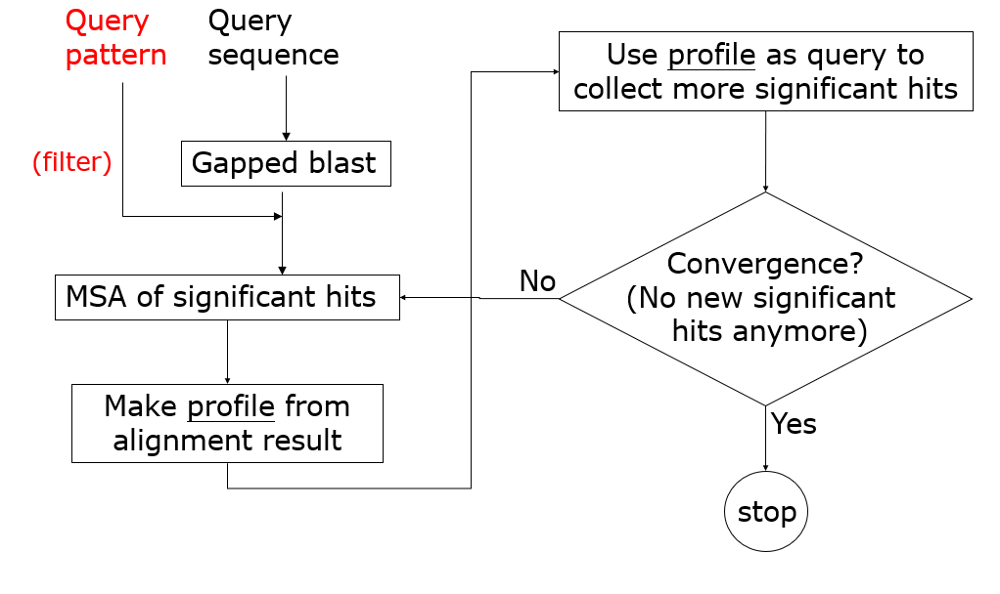 Query
pattern
Query
sequence
(filter)
Gapped blast
MSA of significant hits
Make profile from
alignment result
Use profile as query to
collect more significant hits
Convergence?
(No new significant
hits anymore)
No
Yes
stop